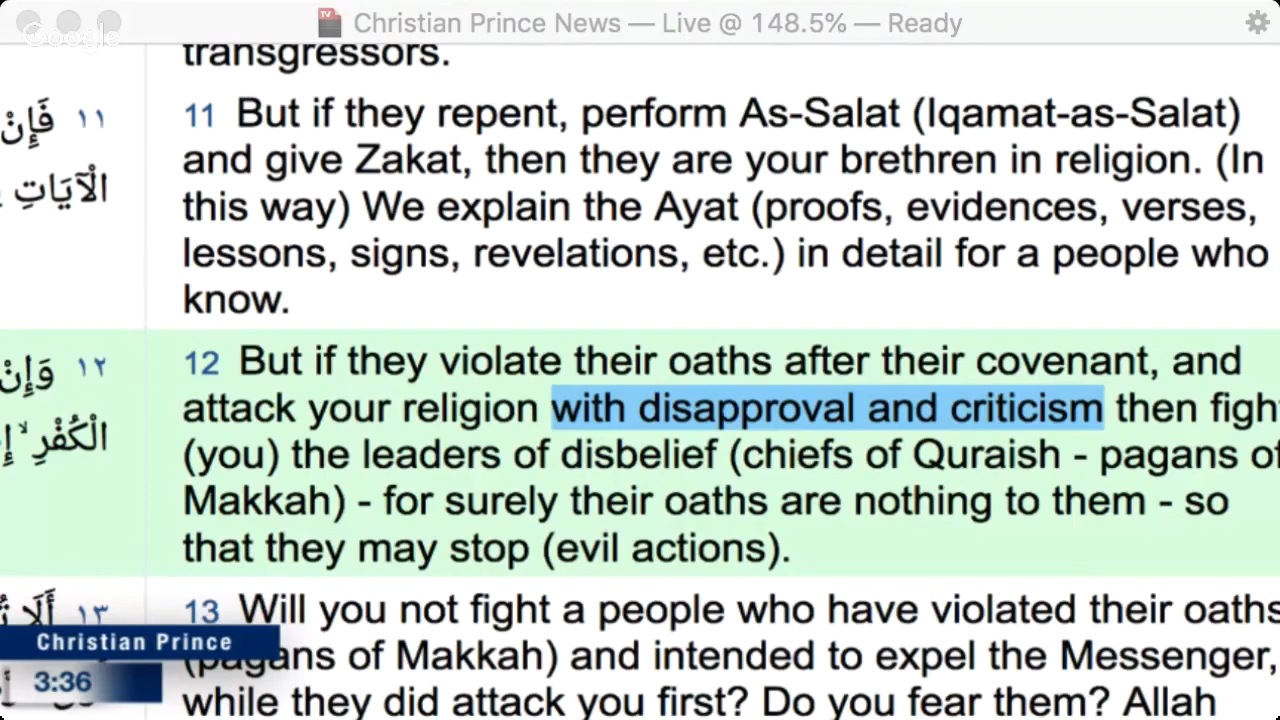 Google
Christian Prince News — Live @ 148.5% — Ready
transgressors.
١١ فَإِنْ
الْآيَاتِ
11 But if they repent, perform As-Salat (Iqamat-as-Salat)
and give Zakat, then they are your brethren in religion. (In
this way) We explain the Ayat (proofs, evidences, verses,
lessons, signs, revelations, etc.) in detail for a people who
know.
١٢ وَإِنْ
الْكُفْرِ ۙ
12 But if they violate their oaths after their covenant, and
attack your religion with disapproval and criticism then fight
(you) the leaders of disbelief (chiefs of Quraish - pagans of
Makkah) - for surely their oaths are nothing to them - so
that they may stop (evil actions).
١٣ أَلَا
13 Will you not fight a people who have violated their oaths
(pagans of Makkah) and intended to expel the Messenger,
while they did attack you first? Do you fear them? Allah
Christian Prince
3:36